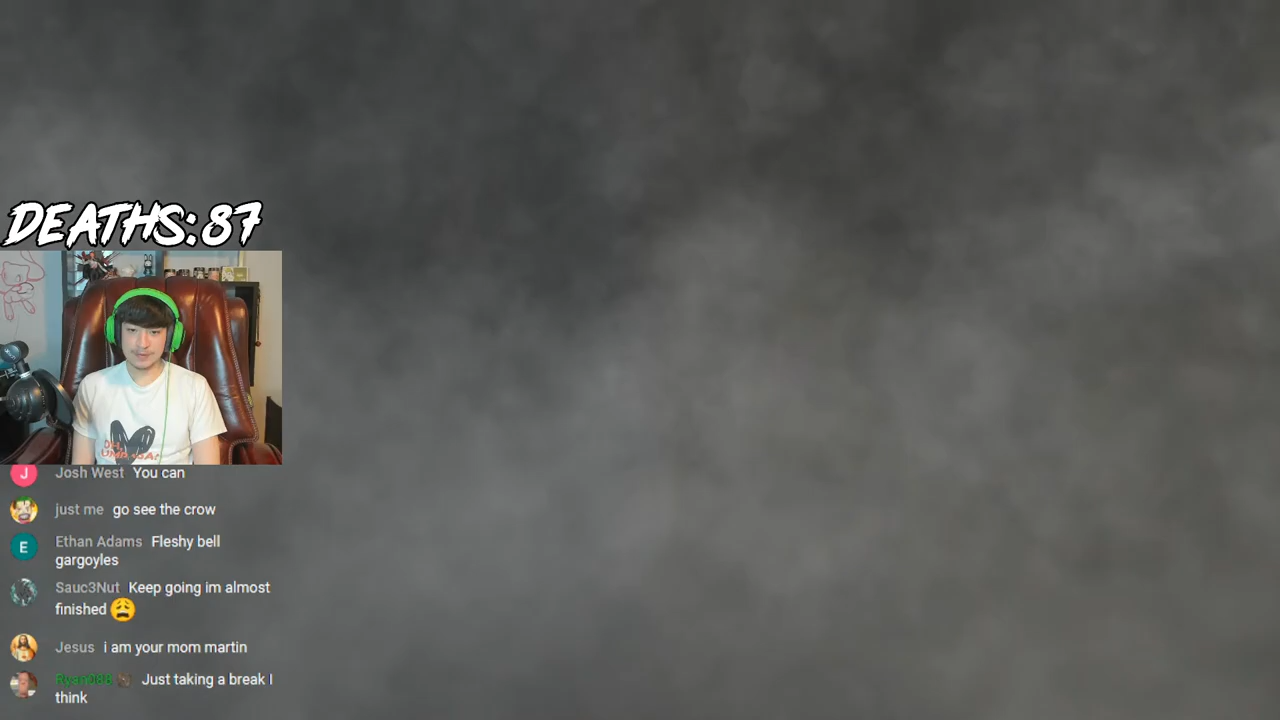 DEATHS:87
Josh West You can
just me go see the crow
Ethan Adams Fleshy bell
gargoyles
Sauc3Nut Keep going im almost
finished
Jesus i am your mom martin
Just taking a break I
think